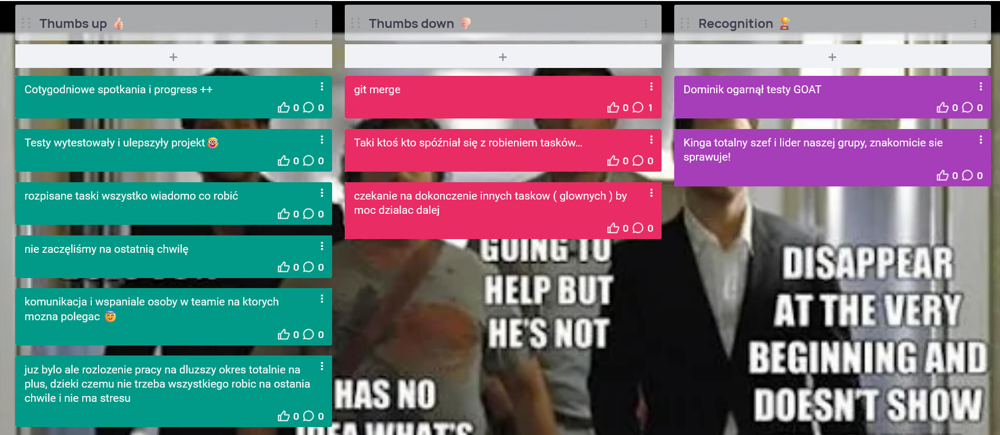 Thumbs up 👍
Thumbs down 👎
Recognition 🏆
+
+
+
Cotygodniowe spotkania i progress ++
0 0
Testy wytestowały i ulepszyły projekt🤓
0 0
rozpisane taski wszystko wiadomo co robić
0 0
nie zaczęliśmy na ostatnią chwilę
0 0
komunikacja i wspaniale osoby w teamie na ktorych
mozna polegac 😇
0 0
juz bylo ale rozlozenie pracy na dluzszy okres totalnie na
plus, dzieki czemu nie trzeba wszystkiego robic na ostania
chwile i nie ma stresu
0 0
git merge
0 1
Taki ktoś kto spóźniał się z robieniem tasków...
0 0
czekanie na dokonczenie innych taskow ( glownych ) by
moc dzialac dalej
0 0
Dominik ogarnął testy GOAT
0 0
Kinga totalny szef i lider naszej grupy, znakomicie sie
sprawuje!
0 0
HAS NO
IDEA WHAT'S
GOING TO
HELP BUT
HE'S NOT
DISAPPEAR
AT THE VERY
BEGINNING AND
DOESN'T SHOW